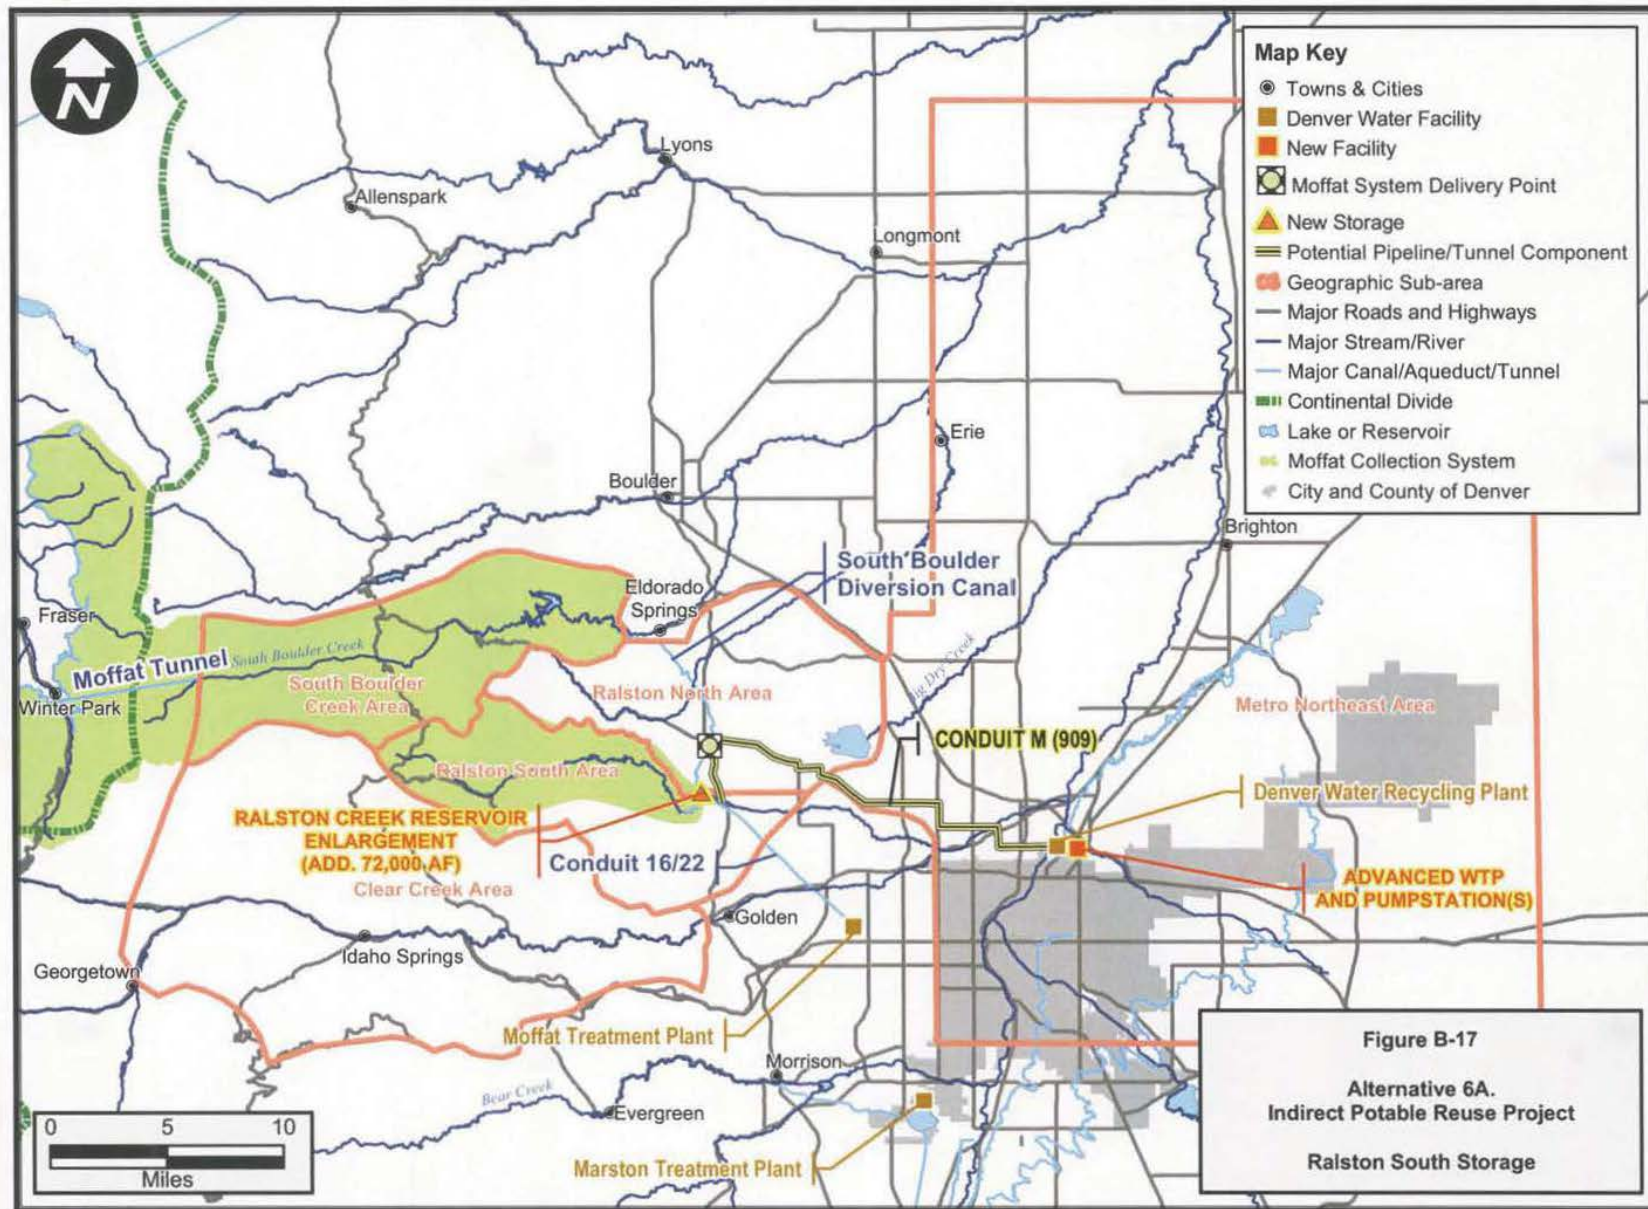 N
Map Key
Towns & Cities
Denver Water Facility
New Facility
Moffat System Delivery Point
New Storage
Potential Pipeline/Tunnel Component
Geographic Sub-area
Major Roads and Highways
Major Stream/River
Major Canal/Aqueduct/Tunnel
Continental Divide
Lake or Reservoir
Moffat Collection System
City and County of Denver
Lyons
Allenspark
Longmont
Erie
Boulder
Brighton
South Boulder
Diversion Canal
Eldorado
Springs
Fraser
Moffat Tunnel
South Boulder Creek
Winter Park
South Boulder
Creek Area
Ralston North Area
Dry Creek
Metro Northeast Area
CONDUIT M (909)
Ralston South Area
Denver Water Recycling Plant
RALSTON CREEK RESERVOIR
ENLARGEMENT
(ADD. 72,000 AF)
Conduit 16/22
Clear Creek Area
ADVANCED WTP
AND PUMPSTATION(S)
Golden
Idaho Springs
Georgetown
Moffat Treatment Plant
Morrison
Bear Creek
Evergreen
Marston Treatment Plant
0 5 10
Miles
Figure B-17
Alternative 6A.
Indirect Potable Reuse Project
Ralston South Storage